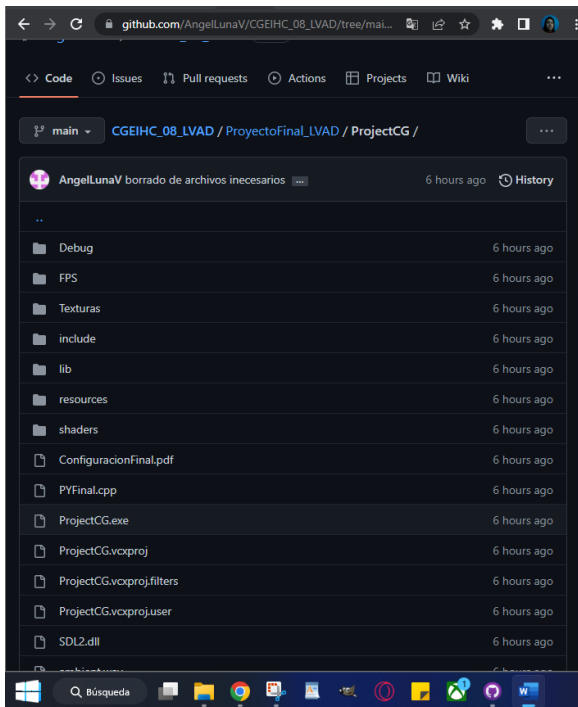 github.com/AngelLunaV/CGEIHC_08_LVAD/tree/mai...
Code Issues Pull requests Actions Projects Wiki ...
main CGEIHC_08_LVAD / ProyectoFinal_LVAD / ProjectCG / ...
AngelLunaV borrado de archivos inecesarios ... 6 hours ago History
..
Debug 6 hours ago
FPS 6 hours ago
Texturas 6 hours ago
include 6 hours ago
lib 6 hours ago
resources 6 hours ago
shaders 6 hours ago
ConfiguracionFinal.pdf 6 hours ago
PYFinal.cpp 6 hours ago
ProjectCG.exe 6 hours ago
ProjectCG.vcxproj 6 hours ago
ProjectCG.vcxproj.filters 6 hours ago
ProjectCG.vcxproj.user 6 hours ago
SDL2.dll 6 hours ago
Búsqueda 1